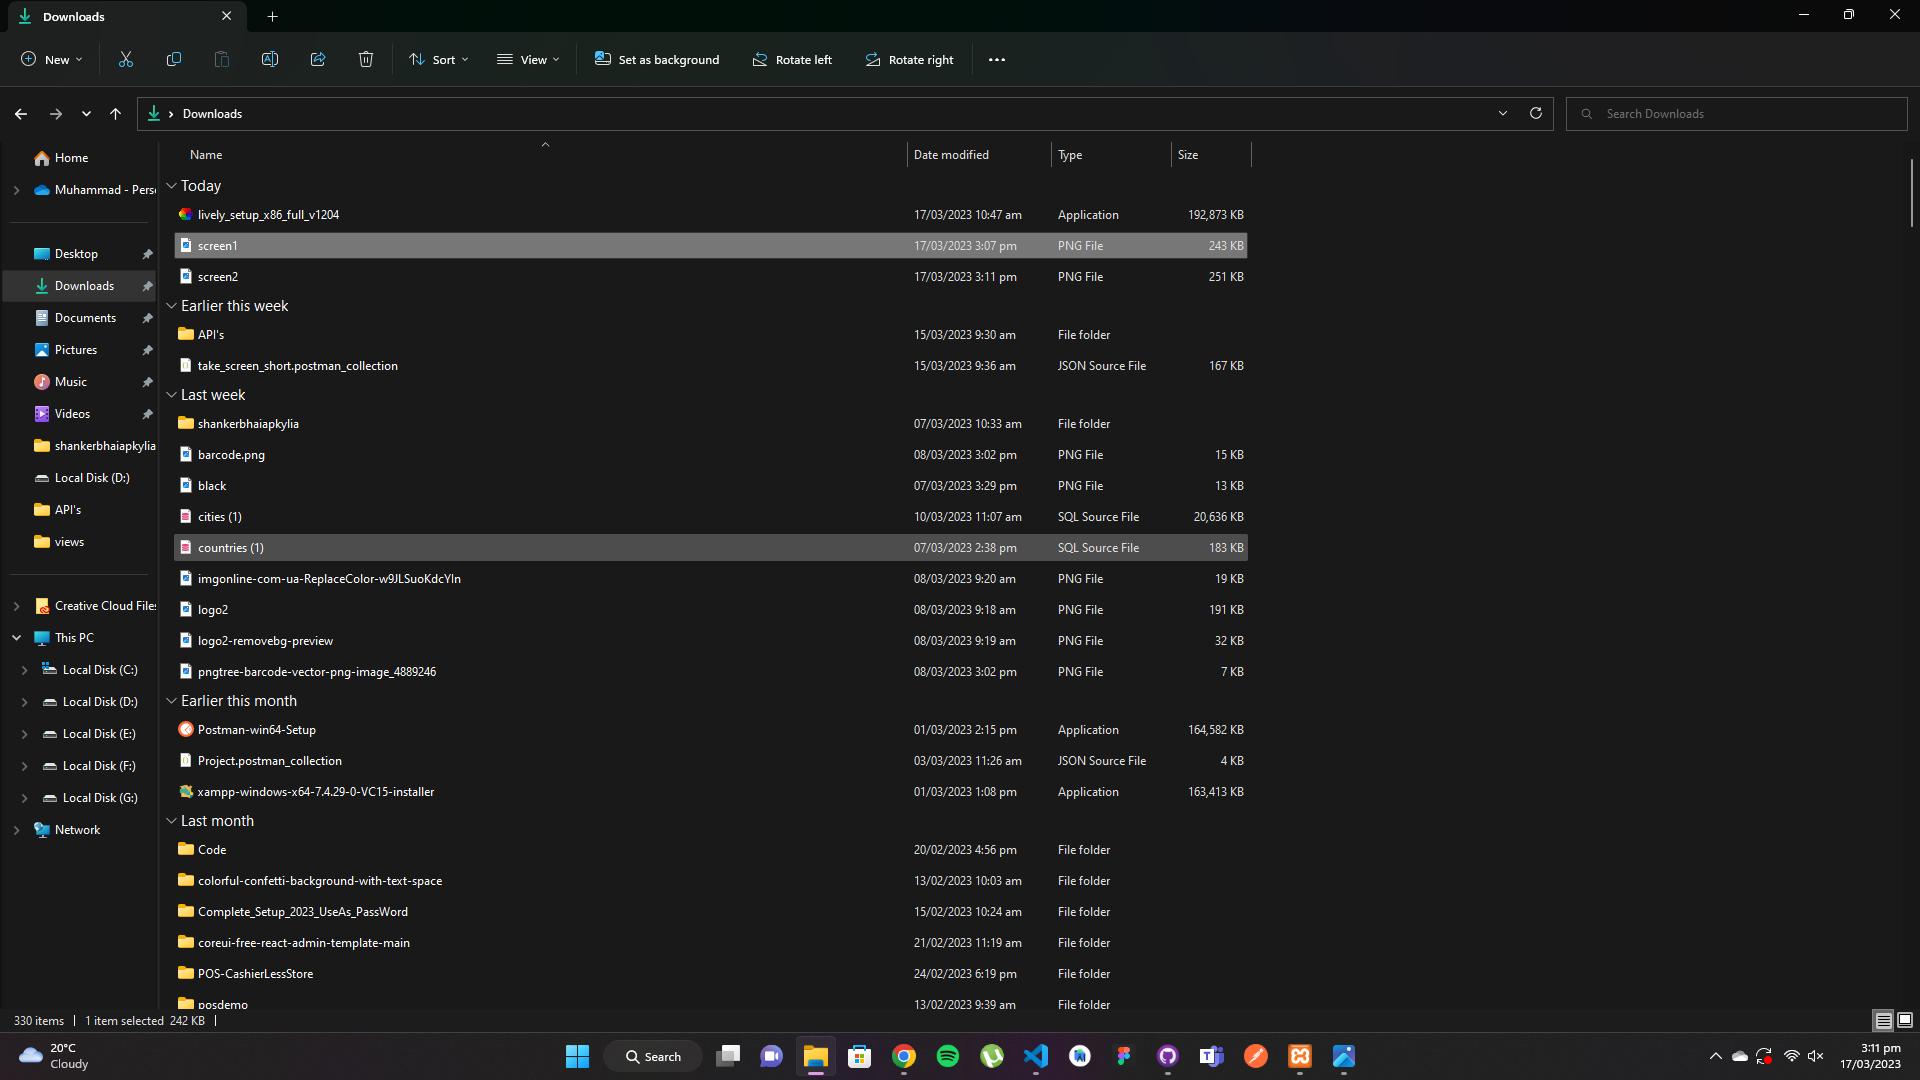 Downloads
New
Sort
View
Set as background
Rotate left
Rotate right
Downloads
Search Downloads
Home
Muhammad - Pers
Desktop
Downloads
Documents
Pictures
Music
Videos
shankerbhaiapkylia
Local Disk (D:)
API's
views
Creative Cloud Files
This PC
Local Disk (C:)
Local Disk (D:)
Local Disk (E:)
Local Disk (F:)
Local Disk (G:)
Network
Name Date modified Type Size
Today
lively_setup_x86_full_v1204 17/03/2023 10:47 am Application 192,873 KB
screen1 17/03/2023 3:07 pm PNG File 243 KB
screen2 17/03/2023 3:11 pm PNG File 251 KB
Earlier this week
API's 15/03/2023 9:30 am File folder
take_screen_short.postman_collection 15/03/2023 9:36 am JSON Source File 167 KB
Last week
shankerbhaiapkylia 07/03/2023 10:33 am File folder
barcode.png 08/03/2023 3:02 pm PNG File 15 KB
black 07/03/2023 3:29 pm PNG File 13 KB
cities (1) 10/03/2023 11:07 am SQL Source File 20,636 KB
countries (1) 07/03/2023 2:38 pm SQL Source File 183 KB
imgonline-com-ua-ReplaceColor-w9JLSuoKdcYln 08/03/2023 9:20 am PNG File 19 KB
logo2 08/03/2023 9:18 am PNG File 191 KB
logo2-removebg-preview 08/03/2023 9:19 am PNG File 32 KB
pngtree-barcode-vector-png-image_4889246 08/03/2023 3:02 pm PNG File 7 KB
Earlier this month
Postman-win64-Setup 01/03/2023 2:15 pm Application 164,582 KB
Project.postman_collection 03/03/2023 11:26 am JSON Source File 4 KB
xampp-windows-x64-7.4.29-0-VC15-installer 01/03/2023 1:08 pm Application 163,413 KB
Last month
Code 20/02/2023 4:56 pm File folder
colorful-confetti-background-with-text-space 13/02/2023 10:03 am File folder
Complete_Setup_2023_UseAs_PassWord 15/02/2023 10:24 am File folder
coreui-free-react-admin-template-main 21/02/2023 11:19 am File folder
POS-CashierLessStore 24/02/2023 6:19 pm File folder
posdemo 13/02/2023 9:39 am File folder
330 items 1 item selected 242 KB
20°C
Cloudy
Search
3:11 pm
17/03/2023